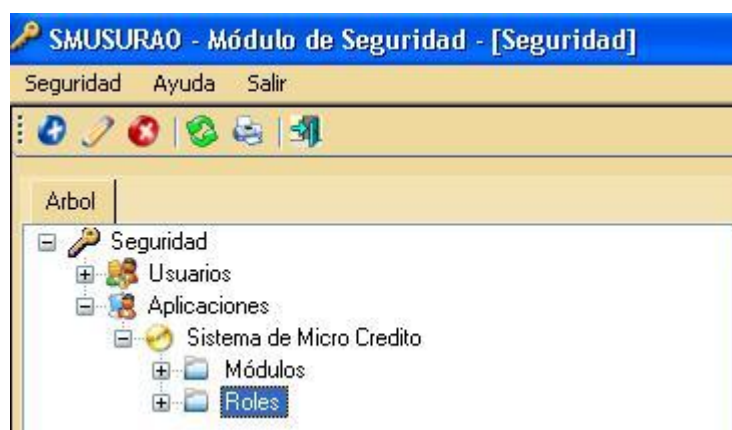 SMUSURA0 - Módulo de Seguridad - [Seguridad]
Seguridad Ayuda Salir
Arbol
Seguridad
Usuarios
Aplicaciones
Sistema de Micro Credito
Módulos
Roles